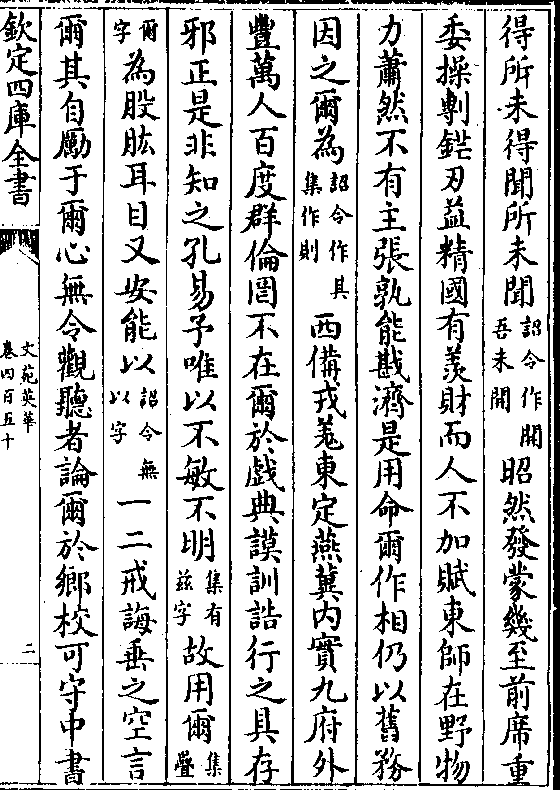 得所未得聞所未聞詔令作開吾未聞昭然發蒙幾至前席重
委操剸鋩刃益精國有羡財而人不加賦東師在野物
力蕭然不有主張孰能戡濟是用命爾作相仍以舊務
因之爾為詔令作其集作則西備戎羗東定燕冀内實九府外
豐萬人百度群倫罔不在爾於戲典謨訓誥行之具存
邪正是非知之孔易予唯以不敏不明集有兹字故用爾集疊
爾字為股肱耳目又安能以詔令無以字一二戒誨垂之空言
爾其自勵于爾心無令觀聽者論爾於鄉校可守中書
欽定四庫全書
文苑英華
卷四百五十
二